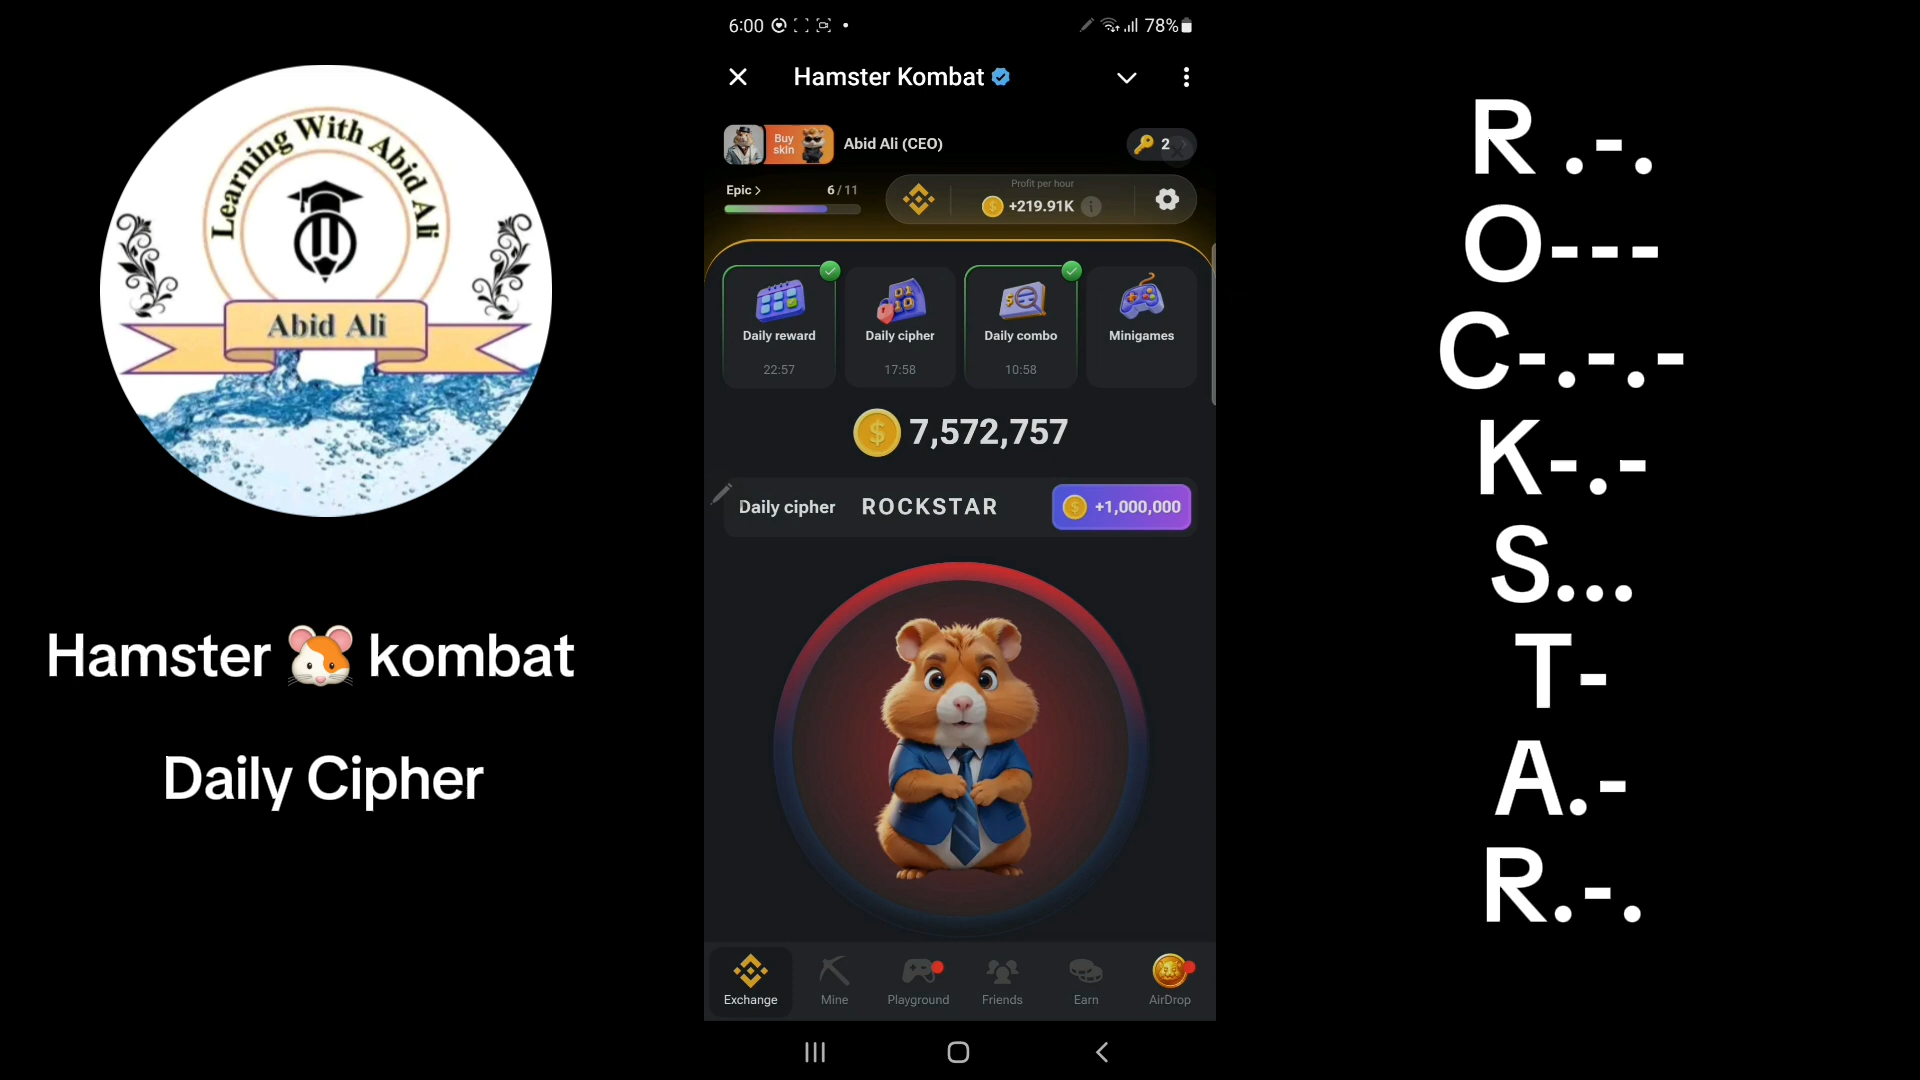 Learning With Abid Ali
Abid Ali
Hamster 🐹 kombat
Daily Cipher
6:00
78%
Hamster Kombat
Buy
skin
Abid Ali (CEO)
2
Epic >
6 / 11
Profit per hour
+219.91K
Daily reward
22:57
Daily cipher
17:58
Daily combo
10:58
Minigames
7,572,757
Daily cipher ROCKSTAR +1,000,000
Exchange
Mine
Playground
Friends
Earn
AirDrop
R .-.
O---
C-.-.-
K-.-
S...
T-
A.-
R.-.